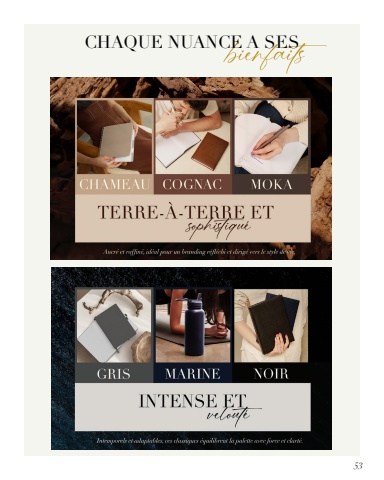 CHAQUE NUANCE A SES
bienfaits
CHAMEAU COGNAC MOKA
TERRE-À-TERRE ET
sophistiqué
Ancré et raffiné, idéal pour un branding réfléchi et dirigé vers le style de vie.
GRIS MARINE NOIR
INTENSE ET
velouté
Intemporels et adaptables, ces classiques équilibrent la palette avec force et clarté.
53